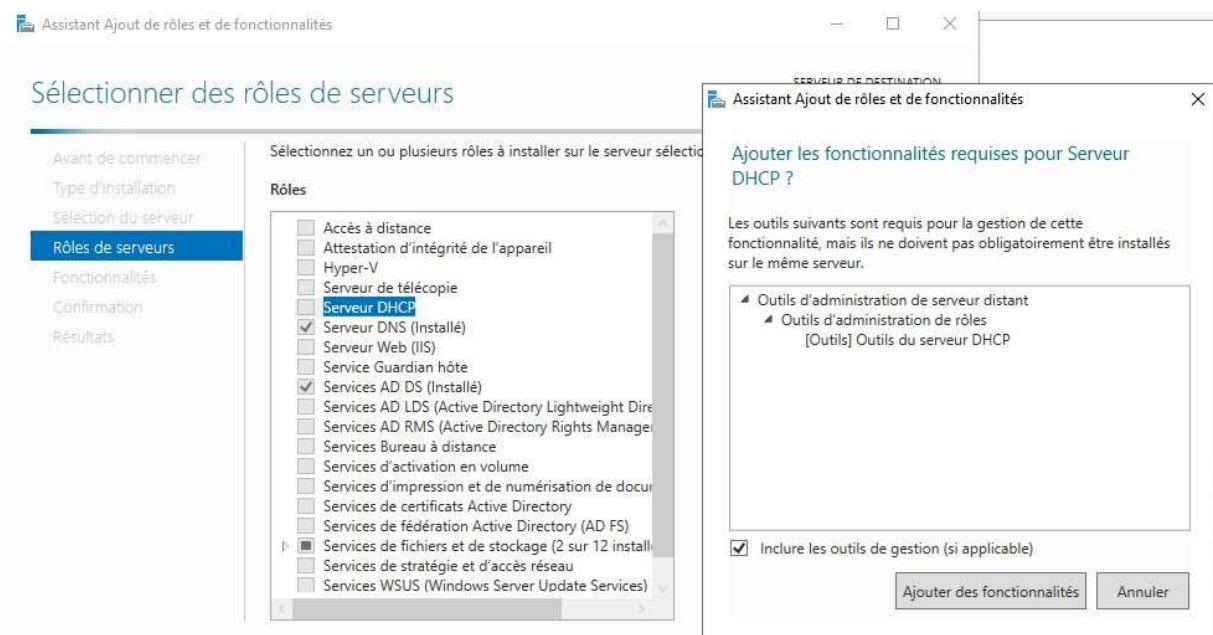 Assistant Ajout de rôles et de fonctionnalités
Sélectionner des rôles de serveurs
SERVEUR DE DESTINATION
Avant de commencer
Type d'installation
Sélection du serveur
Rôles de serveurs
Fonctionnalités
Confirmation
Résultats
Sélectionnez un ou plusieurs rôles à installer sur le serveur sélectio
Rôles
Accès à distance
Attestation d'intégrité de l'appareil
Hyper-V
Serveur de télécopie
Serveur DHCP
Serveur DNS (Installé)
Serveur Web (IIS)
Service Guardian hôte
Services AD DS (Installé)
Services AD LDS (Active Directory Lightweight Dire
Services AD RMS (Active Directory Rights Manage
Services Bureau à distance
Services d'activation en volume
Services d'impression et de numérisation de docu
Services de certificats Active Directory
Services de fédération Active Directory (AD FS)
Services de fichiers et de stockage (2 sur 12 install
Services de stratégie et d'accès réseau
Services WSUS (Windows Server Update Services)
Assistant Ajout de rôles et de fonctionnalités
Ajouter les fonctionnalités requises pour Serveur
DHCP ?
Les outils suivants sont requis pour la gestion de cette
fonctionnalité, mais ils ne doivent pas obligatoirement être installés
sur le même serveur.
Outils d'administration de serveur distant
Outils d'administration de rôles
[Outils] Outils du serveur DHCP
Inclure les outils de gestion (si applicable)
Ajouter des fonctionnalités
Annuler